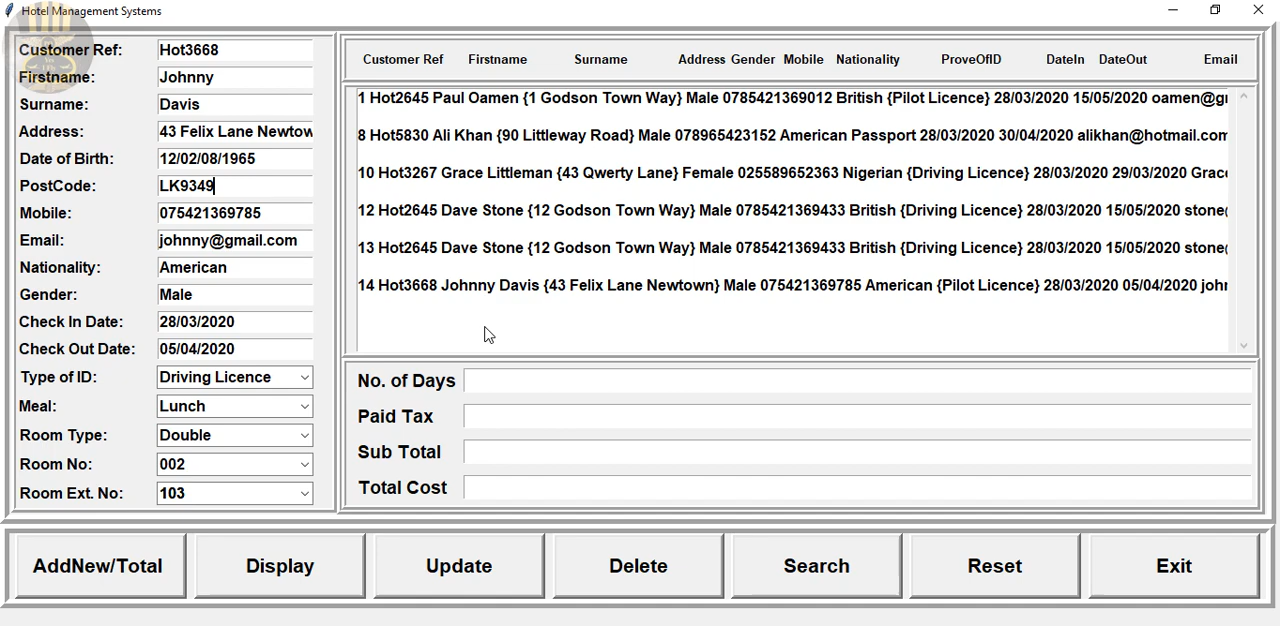 Hotel Management Systems
Customer Ref: Hot3668
Firstname: Johnny
Surname: Davis
Address: 43 Felix Lane Newtow
Date of Birth: 12/02/08/1965
PostCode: LK9349
Mobile: 075421369785
Email: johnny@gmail.com
Nationality: American
Gender: Male
Check In Date: 28/03/2020
Check Out Date: 05/04/2020
Type of ID: Driving Licence
Meal: Lunch
Room Type: Double
Room No: 002
Room Ext. No: 103
Customer Ref Firstname Surname Address Gender Mobile Nationality ProveOfID DateIn DateOut Email
1 Hot2645 Paul Oamen {1 Godson Town Way} Male 0785421369012 British {Pilot Licence} 28/03/2020 15/05/2020 oamen@gr
8 Hot5830 Ali Khan {90 Littleway Road} Male 078965423152 American Passport 28/03/2020 30/04/2020 alikhan@hotmail.com
10 Hot3267 Grace Littleman {43 Qwerty Lane} Female 025589652363 Nigerian {Driving Licence} 28/03/2020 29/03/2020 Grace
12 Hot2645 Dave Stone {12 Godson Town Way} Male 0785421369433 British {Driving Licence} 28/03/2020 15/05/2020 stone
13 Hot2645 Dave Stone {12 Godson Town Way} Male 0785421369433 British {Driving Licence} 28/03/2020 15/05/2020 stone
14 Hot3668 Johnny Davis {43 Felix Lane Newtown} Male 075421369785 American {Pilot Licence} 28/03/2020 05/04/2020 john
No. of Days
Paid Tax
Sub Total
Total Cost
AddNew/Total Display Update Delete Search Reset Exit